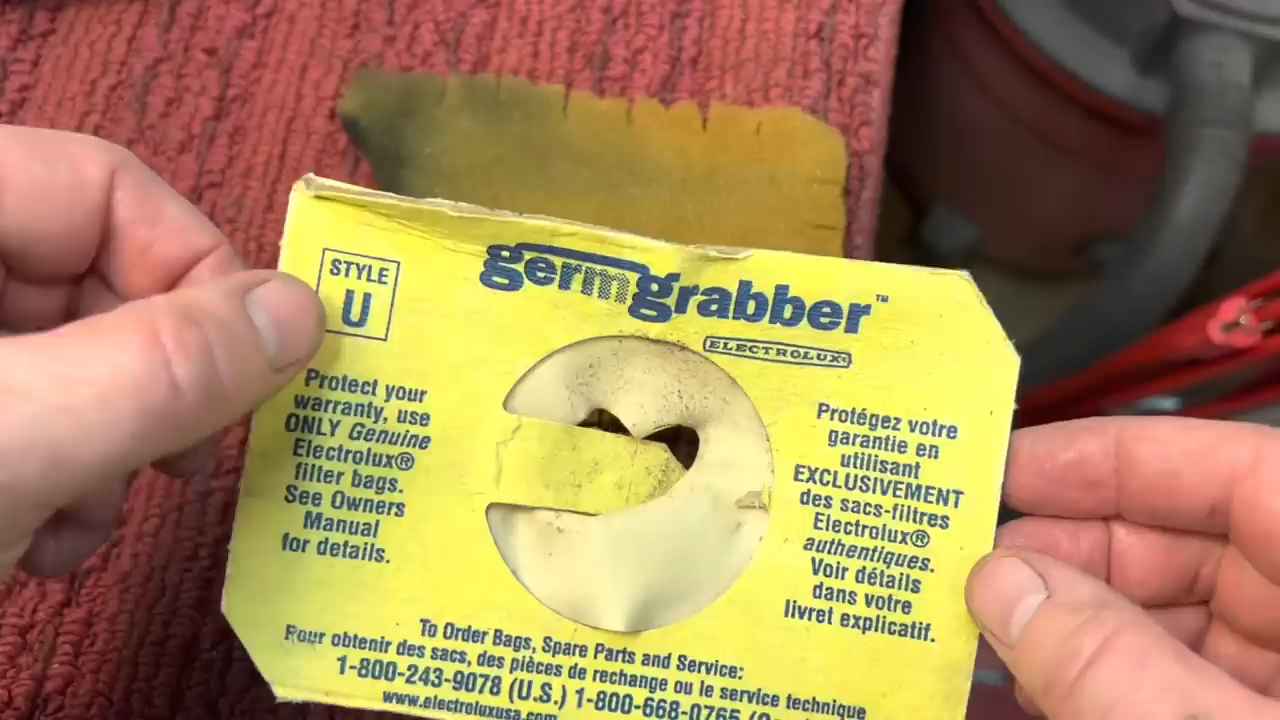 STYLE
U
germgrabber™
ELECTROLUX®
Protect your
warranty, use
ONLY Genuine
Electrolux®
filter bags.
See Owners
Manual
for details.
Protégez votre
garantie en
utilisant
EXCLUSIVEMENT
des sacs-filtres
Electrolux®
authentiques.
Voir détails
dans votre
livret explicatif.
To Order Bags, Spare Parts and Service:
Pour obtenir des sacs, des pièces de rechange ou le service technique
1-800-243-9078 (U.S.) 1-800-668-0765
www.electroluxusa.com